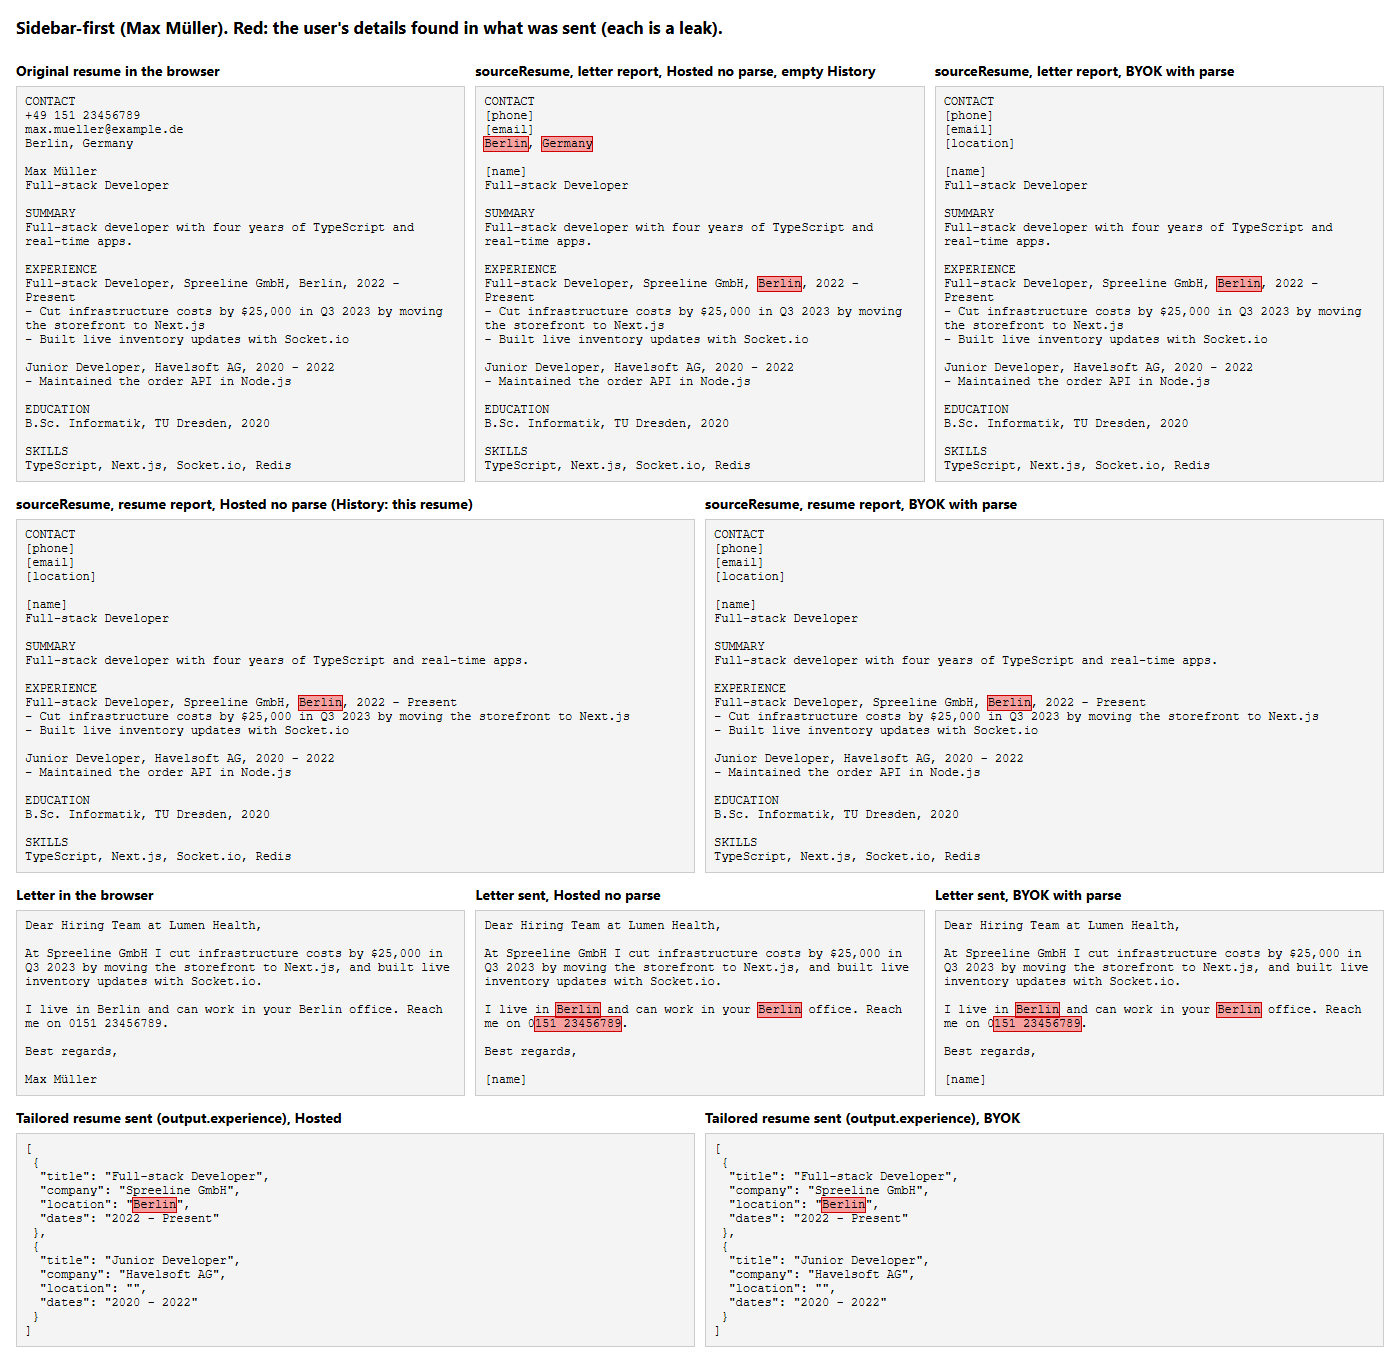 Sidebar-first (Max Müller). Red: the user's details found in what was sent (each is a leak).
Original resume in the browser
CONTACT
+49 151 23456789
max.mueller@example.de
Berlin, Germany
Max Müller
Full-stack Developer
SUMMARY
Full-stack developer with four years of TypeScript and
real-time apps.
EXPERIENCE
Full-stack Developer, Spreeline GmbH, Berlin, 2022 -
Present
- Cut infrastructure costs by $25,000 in Q3 2023 by moving
the storefront to Next.js
- Built live inventory updates with Socket.io
Junior Developer, Havelsoft AG, 2020 - 2022
- Maintained the order API in Node.js
EDUCATION
B.Sc. Informatik, TU Dresden, 2020
SKILLS
TypeScript, Next.js, Socket.io, Redis
sourceResume, letter report, Hosted no parse, empty History
CONTACT
[phone]
[email]
Berlin, Germany
[name]
Full-stack Developer
SUMMARY
Full-stack developer with four years of TypeScript and
real-time apps.
EXPERIENCE
Full-stack Developer, Spreeline GmbH, Berlin, 2022 -
Present
- Cut infrastructure costs by $25,000 in Q3 2023 by moving
the storefront to Next.js
- Built live inventory updates with Socket.io
Junior Developer, Havelsoft AG, 2020 - 2022
- Maintained the order API in Node.js
EDUCATION
B.Sc. Informatik, TU Dresden, 2020
SKILLS
TypeScript, Next.js, Socket.io, Redis
sourceResume, letter report, BYOK with parse
CONTACT
[phone]
[email]
[location]
[name]
Full-stack Developer
SUMMARY
Full-stack developer with four years of TypeScript and
real-time apps.
EXPERIENCE
Full-stack Developer, Spreeline GmbH, Berlin, 2022 -
Present
- Cut infrastructure costs by $25,000 in Q3 2023 by moving
the storefront to Next.js
- Built live inventory updates with Socket.io
Junior Developer, Havelsoft AG, 2020 - 2022
- Maintained the order API in Node.js
EDUCATION
B.Sc. Informatik, TU Dresden, 2020
SKILLS
TypeScript, Next.js, Socket.io, Redis
sourceResume, resume report, Hosted no parse (History: this resume)
CONTACT
[phone]
[email]
[location]
[name]
Full-stack Developer
SUMMARY
Full-stack developer with four years of TypeScript and real-time apps.
EXPERIENCE
Full-stack Developer, Spreeline GmbH, Berlin, 2022 - Present
- Cut infrastructure costs by $25,000 in Q3 2023 by moving the storefront to Next.js
- Built live inventory updates with Socket.io
Junior Developer, Havelsoft AG, 2020 - 2022
- Maintained the order API in Node.js
EDUCATION
B.Sc. Informatik, TU Dresden, 2020
SKILLS
TypeScript, Next.js, Socket.io, Redis
sourceResume, resume report, BYOK with parse
CONTACT
[phone]
[email]
[location]
[name]
Full-stack Developer
SUMMARY
Full-stack developer with four years of TypeScript and real-time apps.
EXPERIENCE
Full-stack Developer, Spreeline GmbH, Berlin, 2022 - Present
- Cut infrastructure costs by $25,000 in Q3 2023 by moving the storefront to Next.js
- Built live inventory updates with Socket.io
Junior Developer, Havelsoft AG, 2020 - 2022
- Maintained the order API in Node.js
EDUCATION
B.Sc. Informatik, TU Dresden, 2020
SKILLS
TypeScript, Next.js, Socket.io, Redis
Letter in the browser
Dear Hiring Team at Lumen Health,
At Spreeline GmbH I cut infrastructure costs by $25,000 in
Q3 2023 by moving the storefront to Next.js, and built live
inventory updates with Socket.io.
I live in Berlin and can work in your Berlin office. Reach
me on 0151 23456789.
Best regards,
Max Müller
Letter sent, Hosted no parse
Dear Hiring Team at Lumen Health,
At Spreeline GmbH I cut infrastructure costs by $25,000 in
Q3 2023 by moving the storefront to Next.js, and built live
inventory updates with Socket.io.
I live in Berlin and can work in your Berlin office. Reach
me on 0151 23456789.
Best regards,
[name]
Letter sent, BYOK with parse
Dear Hiring Team at Lumen Health,
At Spreeline GmbH I cut infrastructure costs by $25,000 in
Q3 2023 by moving the storefront to Next.js, and built live
inventory updates with Socket.io.
I live in Berlin and can work in your Berlin office. Reach
me on 0151 23456789.
Best regards,
[name]
Tailored resume sent (output.experience), Hosted
[
{
"title": "Full-stack Developer",
"company": "Spreeline GmbH",
"location": "Berlin",
"dates": "2022 - Present"
},
{
"title": "Junior Developer",
"company": "Havelsoft AG",
"location": "",
"dates": "2020 - 2022"
}
]
Tailored resume sent (output.experience), BYOK
[
{
"title": "Full-stack Developer",
"company": "Spreeline GmbH",
"location": "Berlin",
"dates": "2022 - Present"
},
{
"title": "Junior Developer",
"company": "Havelsoft AG",
"location": "",
"dates": "2020 - 2022"
}
]